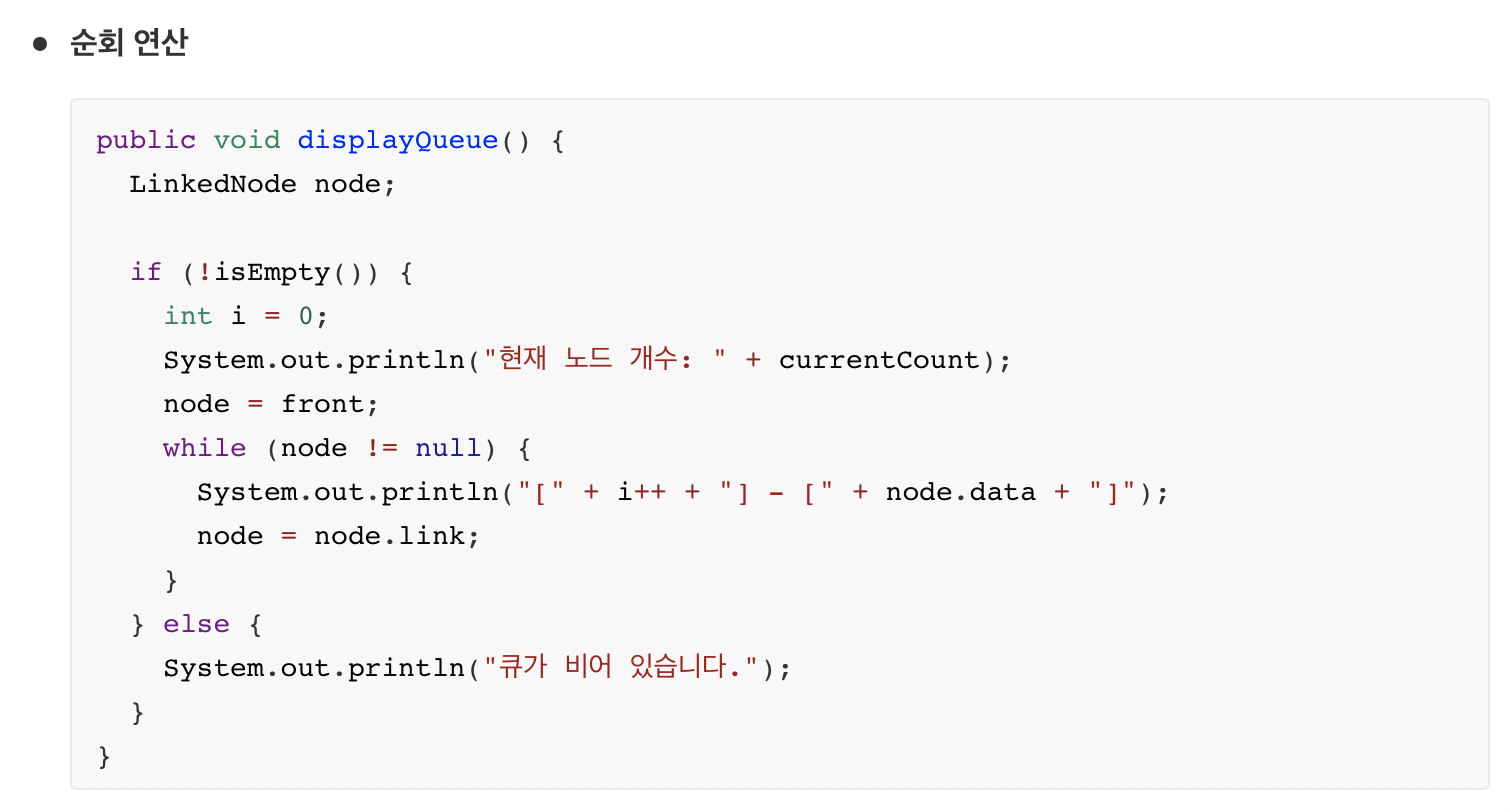 순회 연산
public void displayQueue() {
  LinkedNode node;

  if (!isEmpty()) {
    int i = 0;
    System.out.println("현재 노드 개수: " + currentCount);
    node = front;
    while (node != null) {
      System.out.println("[" + i++ + "] - [" + node.data + "]");
      node = node.link;
    }
  } else {
    System.out.println("큐가 비어 있습니다.");
  }
}